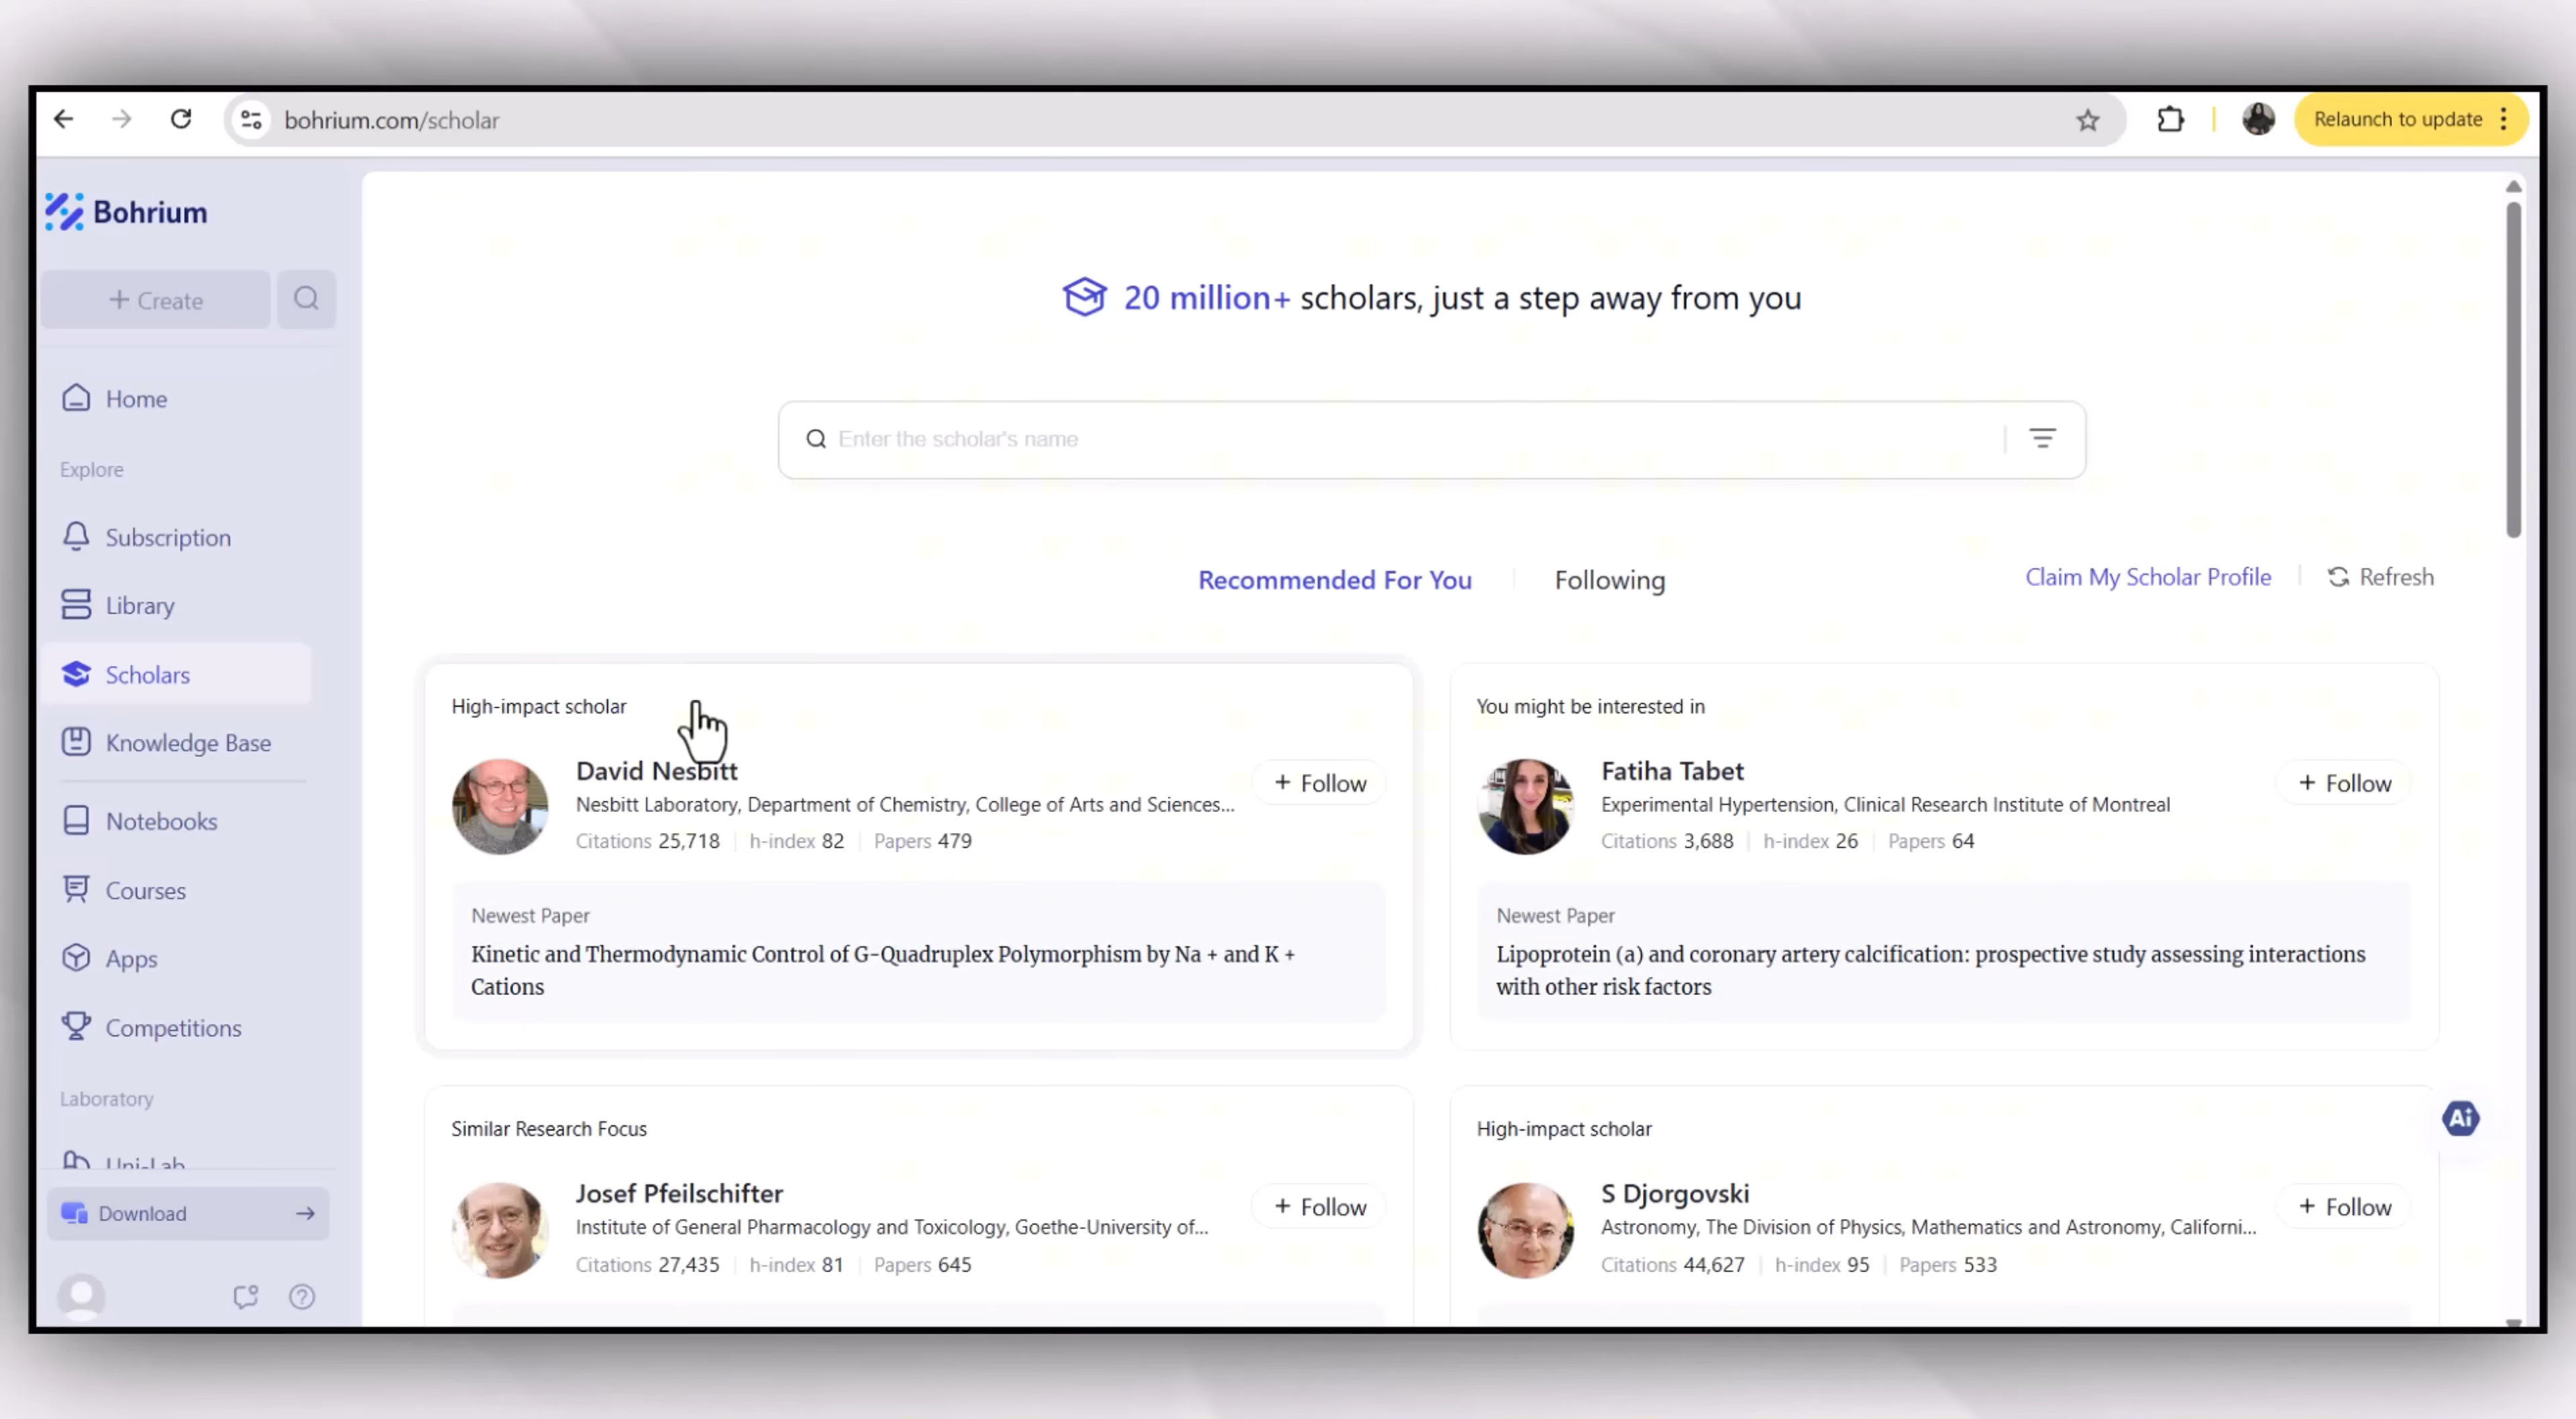 bohrium.com/scholar
Relaunch to update
Bohrium
+ Create
Home
Explore
Subscription
Library
Scholars
Knowledge Base
Notebooks
Courses
Apps
Competitions
Laboratory
Uni-Lab
Download
20 million+ scholars, just a step away from you
Enter the scholar's name
Recommended For You
Following
Claim My Scholar Profile
Refresh
High-impact scholar
David Nesbitt
+ Follow
Nesbitt Laboratory, Department of Chemistry, College of Arts and Sciences...
Citations 25,718 | h-index 82 | Papers 479
Newest Paper
Kinetic and Thermodynamic Control of G-Quadruplex Polymorphism by Na + and K +
Cations
You might be interested in
Fatiha Tabet
+ Follow
Experimental Hypertension, Clinical Research Institute of Montreal
Citations 3,688 | h-index 26 | Papers 64
Newest Paper
Lipoprotein (a) and coronary artery calcification: prospective study assessing interactions
with other risk factors
Similar Research Focus
Josef Pfeilschifter
+ Follow
Institute of General Pharmacology and Toxicology, Goethe-University of...
Citations 27,435 | h-index 81 | Papers 645
High-impact scholar
S Djorgovski
+ Follow
Astronomy, The Division of Physics, Mathematics and Astronomy, Californi...
Citations 44,627 | h-index 95 | Papers 533
Ai